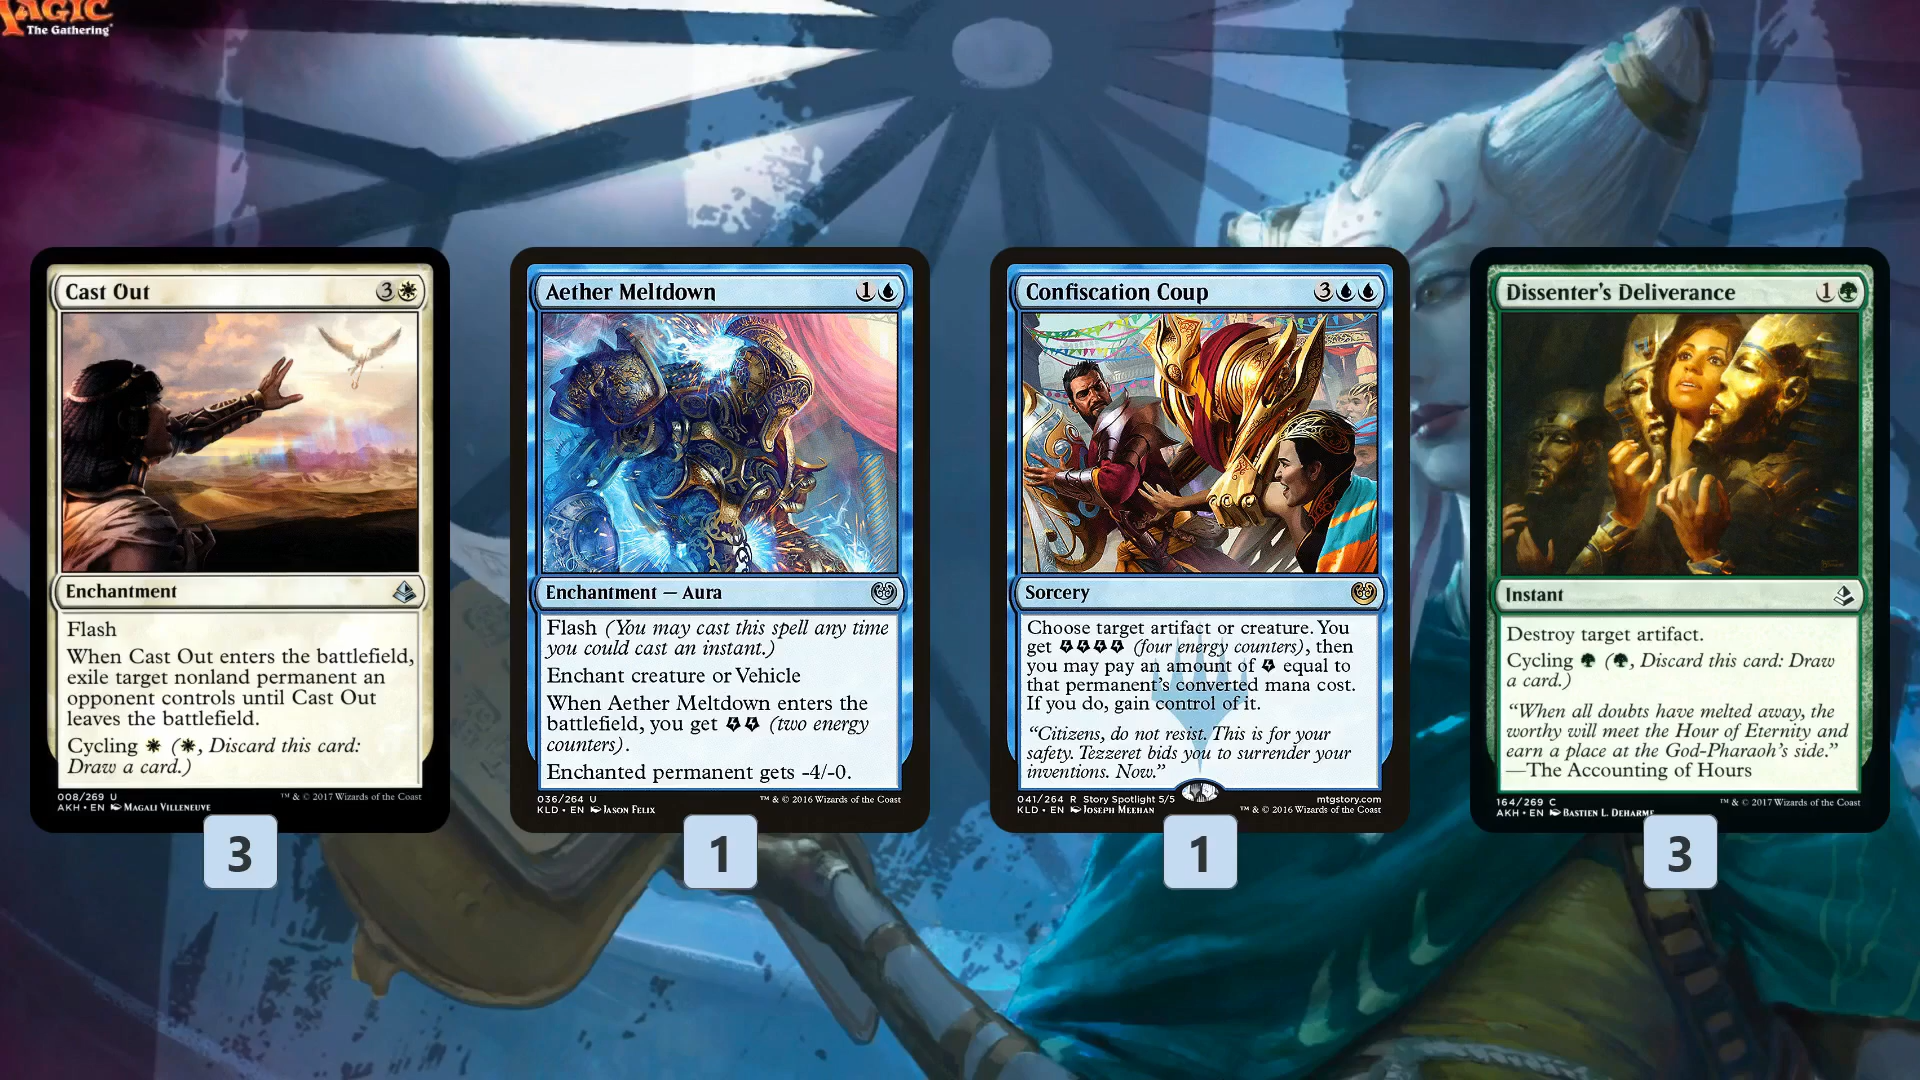 MAGIC
The Gathering
Cast Out
3
Enchantment
Flash
When Cast Out enters the battlefield,
exile target nonland permanent an
opponent controls until Cast Out
leaves the battlefield.
Cycling (, Discard this card:
Draw a card.)
008/269 U
AKH • EN Magali Villeneuve
™ & © 2017 Wizards of the Coast
3
Aether Meltdown
1
Enchantment — Aura
Flash (You may cast this spell any time
you could cast an instant.)
Enchant creature or Vehicle
When Aether Meltdown enters the
battlefield, you get (two energy
counters).
Enchanted permanent gets -4/-0.
036/264 U
KLD • EN Jason Felix
™ & © 2016 Wizards of the Coast
1
Confiscation Coup
3
Sorcery
Choose target artifact or creature. You
get (four energy counters), then
you may pay an amount of equal to
that permanent's converted mana cost.
If you do, gain control of it.
“Citizens, do not resist. This is for your
safety. Tezzeret bids you to surrender your
inventions. Now.”
041/264 R Story Spotlight 5/5
KLD • EN Joseph Meehan
mtgstory.com
™ & © 2016 Wizards of the Coast
1
Dissenter's Deliverance
1
Instant
Destroy target artifact.
Cycling (, Discard this card: Draw
a card.)
“When all doubts have melted away, the
worthy will meet the Hour of Eternity and
earn a place at the God-Pharaoh's side.”
—The Accounting of Hours
164/269 C
AKH • EN Bastien L. Deharme
™ & © 2017 Wizards of the Coast
3